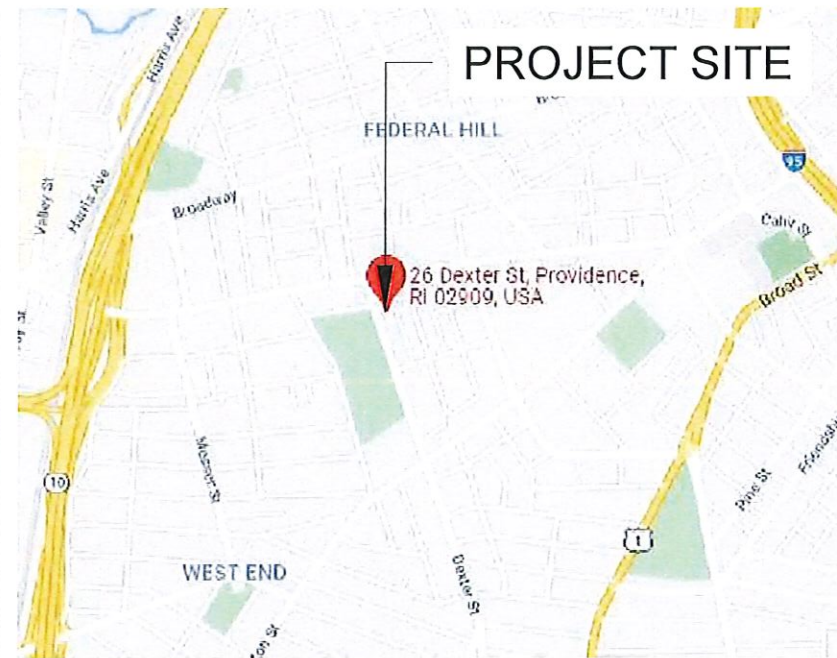 Harris Ave
PROJECT SITE
FEDERAL HILL
95
Valley St
Harris Ave
Broadway
26 Dexter St, Providence,
RI 02909, USA
Broad St
10
Messer St
Pine St
1
WEST END
Dexter St